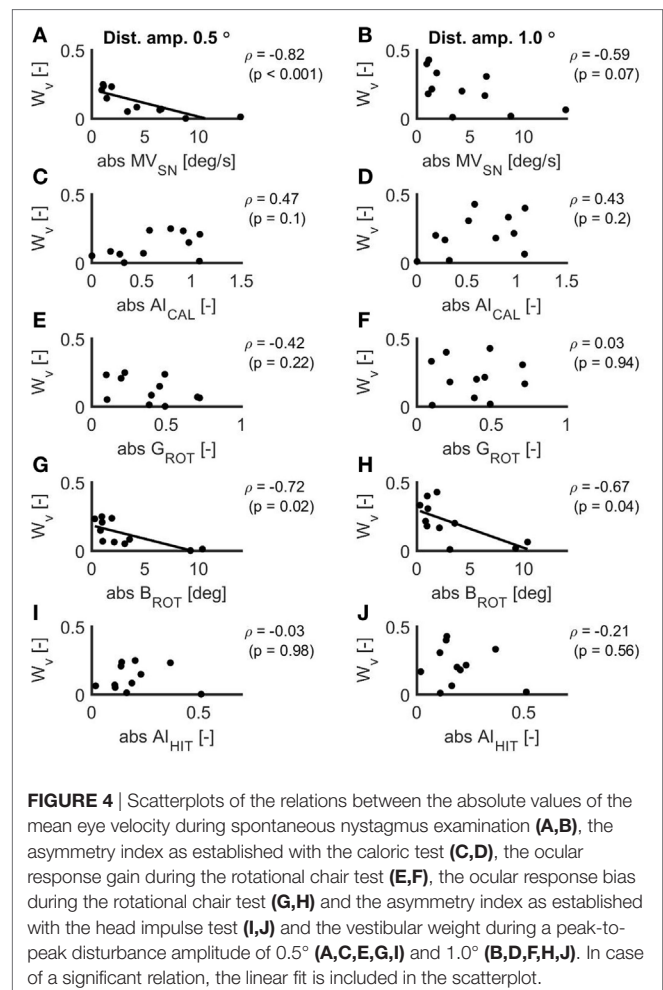 A Dist. amp. 0.5 °
ρ = -0.82
(p < 0.001)
0.5
W_v [-]
0
0 5 10
abs MV_SN [deg/s]
B Dist. amp. 1.0 °
ρ = -0.59
(p = 0.07)
0.5
W_v [-]
0
0 5 10
abs MV_SN [deg/s]
C
ρ = 0.47
(p = 0.1)
0.5
W_v [-]
0
0 0.5 1 1.5
abs AI_CAL [-]
D
ρ = 0.43
(p = 0.2)
0.5
W_v [-]
0
0 0.5 1 1.5
abs AI_CAL [-]
E
ρ = -0.42
(p = 0.22)
0.5
W_v [-]
0
0 0.5 1
abs G_ROT [-]
F
ρ = 0.03
(p = 0.94)
0.5
W_v [-]
0
0 0.5 1
abs G_ROT [-]
G
ρ = -0.72
(p = 0.02)
0.5
W_v [-]
0
0 5 10
abs B_ROT [deg]
H
ρ = -0.67
(p = 0.04)
0.5
W_v [-]
0
0 5 10
abs B_ROT [deg]
I
ρ = -0.03
(p = 0.98)
0.5
W_v [-]
0
0 0.5
abs AI_HIT [-]
J
ρ = -0.21
(p = 0.56)
0.5
W_v [-]
0
0 0.5
abs AI_HIT [-]
FIGURE 4 | Scatterplots of the relations between the absolute values of the
mean eye velocity during spontaneous nystagmus examination (A,B), the
asymmetry index as established with the caloric test (C,D), the ocular
response gain during the rotational chair test (E,F), the ocular response bias
during the rotational chair test (G,H) and the asymmetry index as established
with the head impulse test (I,J) and the vestibular weight during a peak-to-
peak disturbance amplitude of 0.5° (A,C,E,G,I) and 1.0° (B,D,F,H,J). In case
of a significant relation, the linear fit is included in the scatterplot.